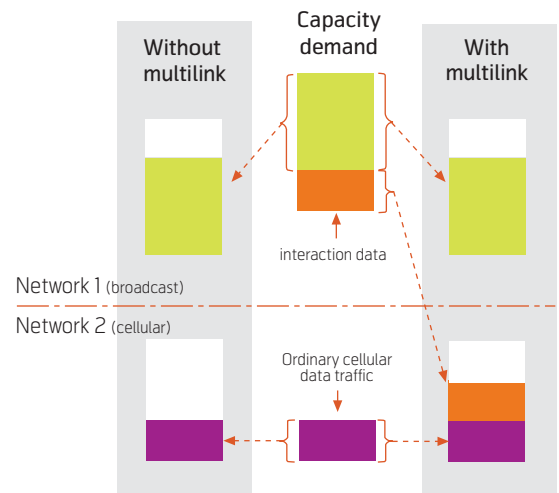 Without
multilink
Capacity
demand
With
multilink
interaction data
Network 1 (broadcast)
Network 2 (cellular)
Ordinary cellular
data traffic